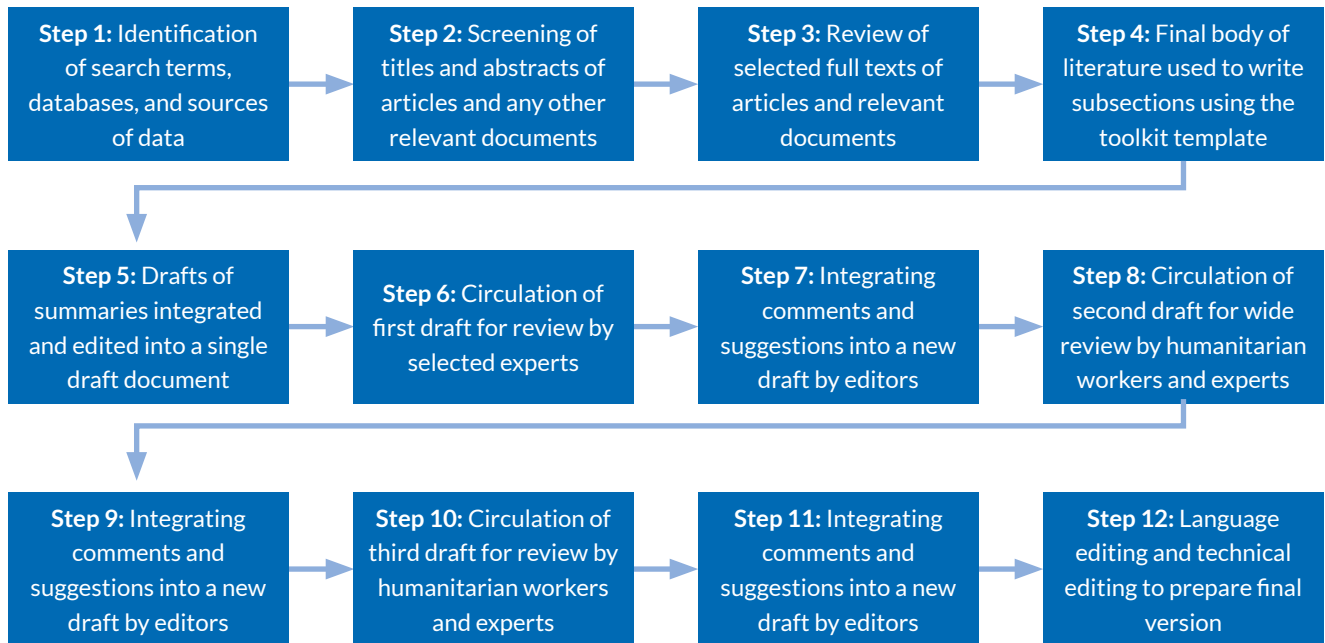 Step 1: Identification
of search terms,
databases, and sources
of data
Step 2: Screening of
titles and abstracts of
articles and any other
relevant documents
Step 3: Review of
selected full texts of
articles and relevant
documents
Step 4: Final body of
literature used to write
subsections using the
toolkit template
Step 5: Drafts of
summaries integrated
and edited into a single
draft document
Step 6: Circulation of
first draft for review by
selected experts
Step 7: Integrating
comments and
suggestions into a new
draft by editors
Step 8: Circulation of
second draft for wide
review by humanitarian
workers and experts
Step 9: Integrating
comments and
suggestions into a new
draft by editors
Step 10: Circulation of
third draft for review by
humanitarian workers
and experts
Step 11: Integrating
comments and
suggestions into a new
draft by editors
Step 12: Language
editing and technical
editing to prepare final
version